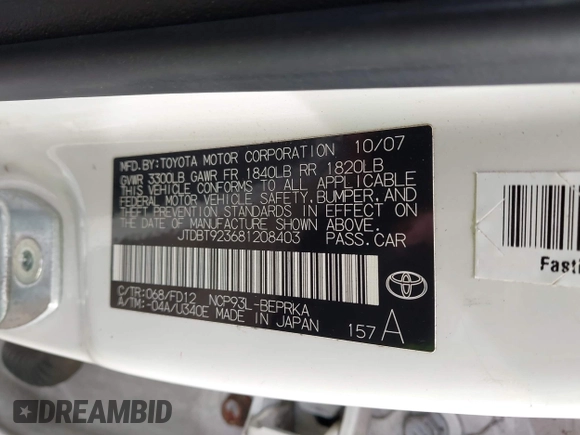 MFD.BY:TOYOTA MOTOR CORPORATION 10/07
GVWR 3300LB GAWR FR 1840LB RR 1820LB
THIS VEHICLE CONFORMS TO ALL APPLICABLE
FEDERAL MOTOR VEHICLE SAFETY,BUMPER,AND
THEFT PREVENTION STANDARDS IN EFFECT ON
THE DATE OF MANUFACTURE SHOWN ABOVE.
JTDBT923681208403 PASS.CAR
C/TR:068/FD12 NCP93L-BEPRKA
A/TM:-04A/U340E MADE IN JAPAN
157A
Fasti
DREAMBID